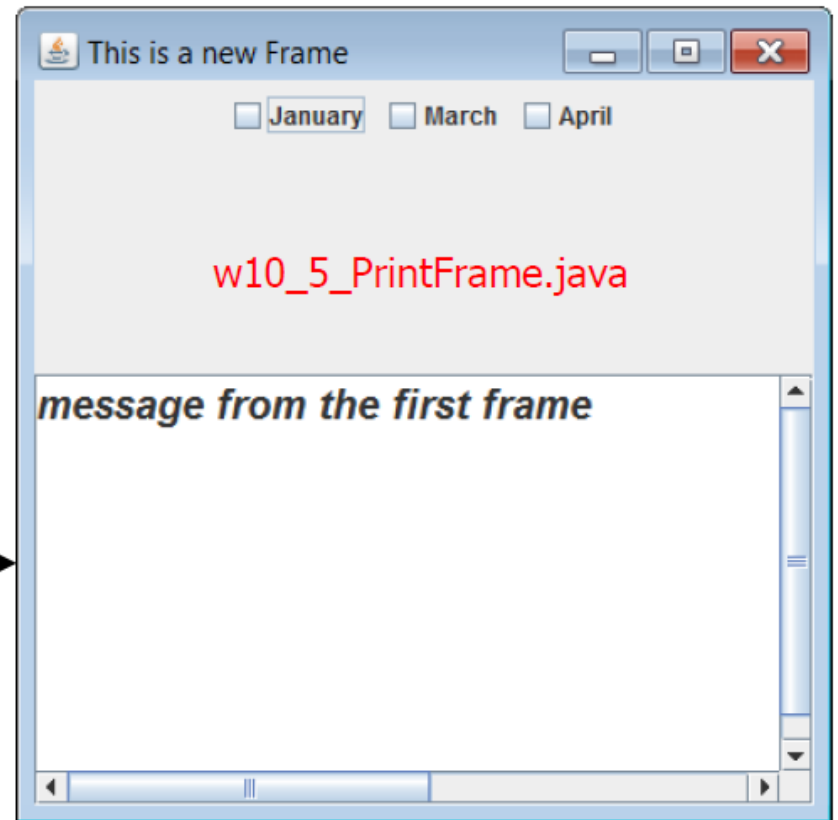 This is a new Frame
January March April
w10_5_PrintFrame.java
message from the first frame